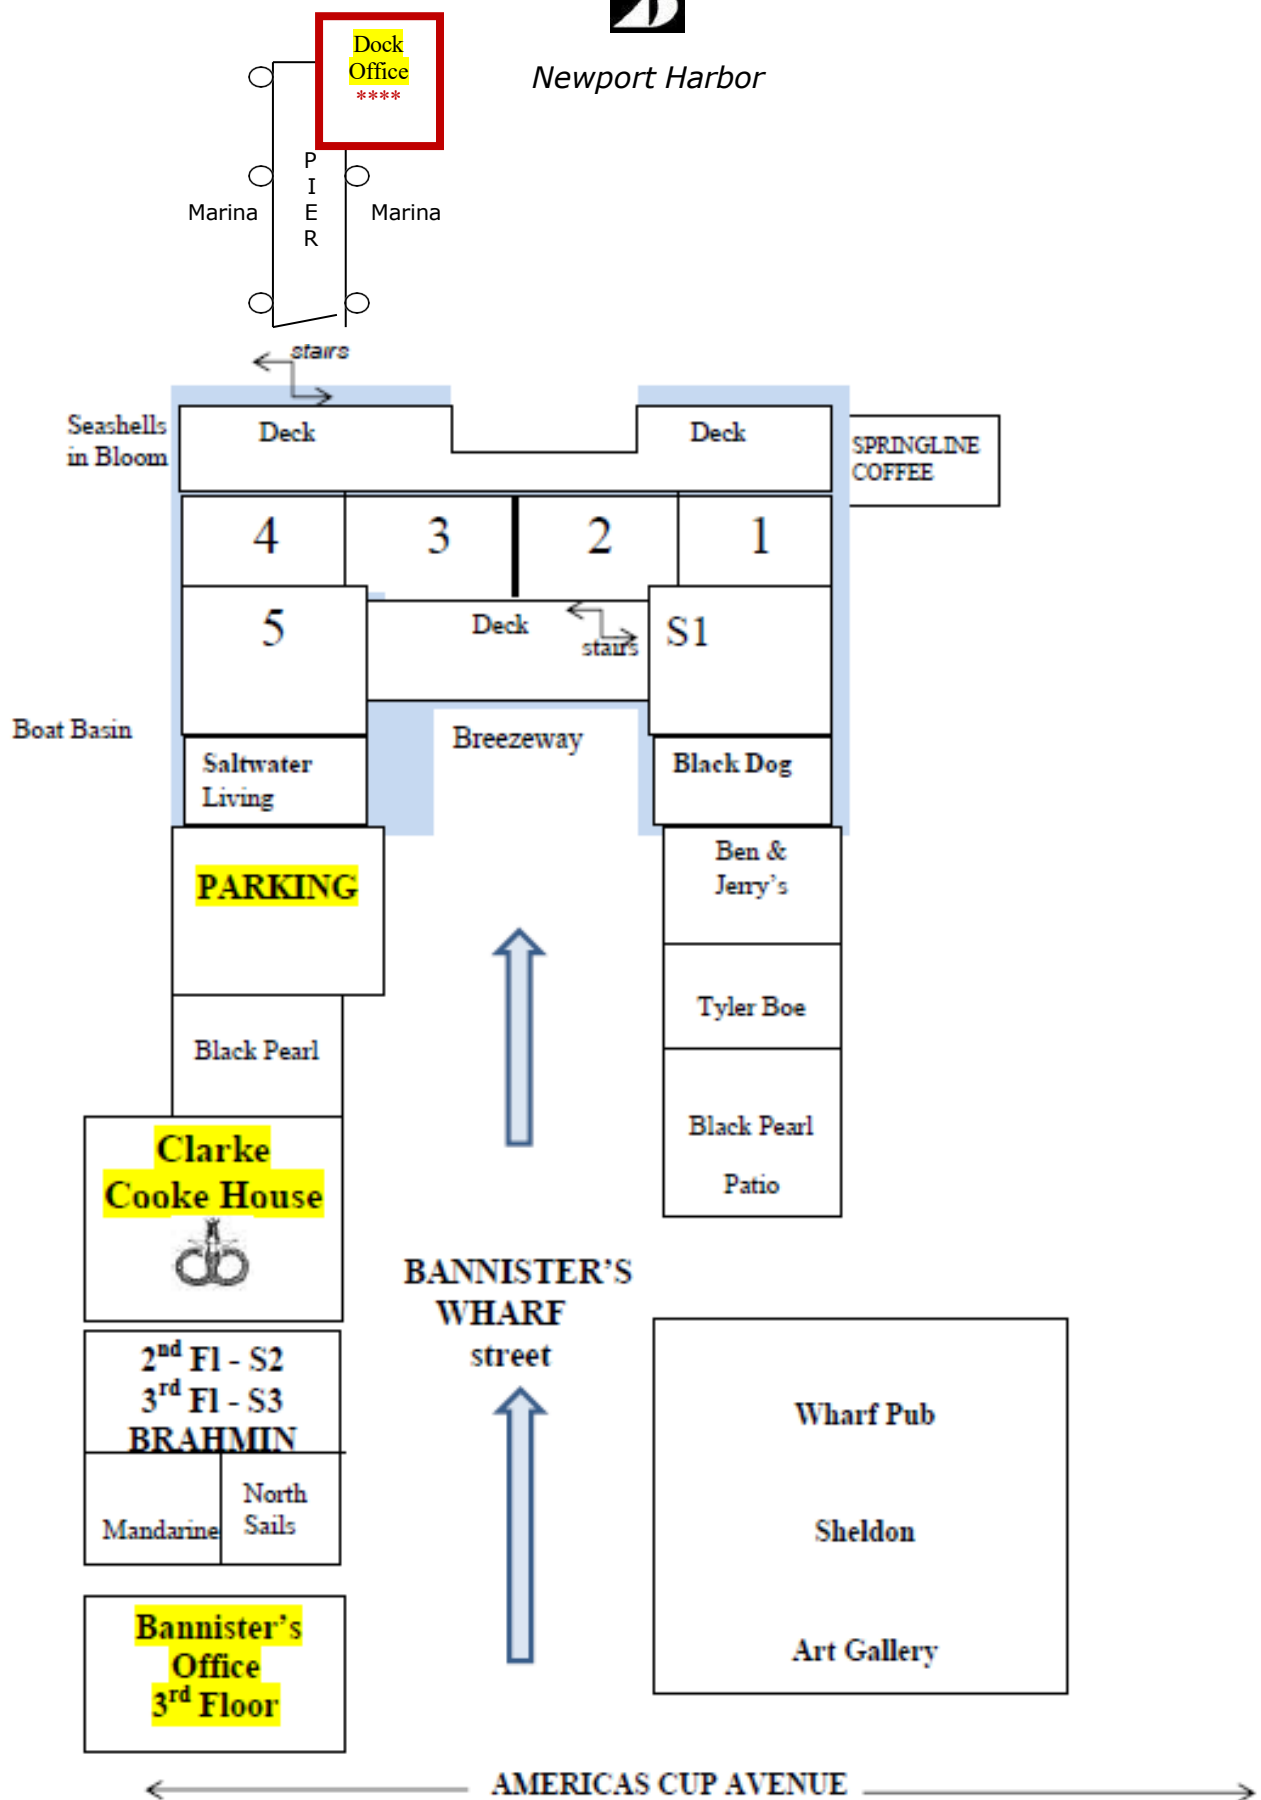 Dock
Office
****
Newport Harbor
P
I
E
R
Marina
Marina
stairs
Seashells
in Bloom
Deck
Deck
SPRINGLINE
COFFEE
4
3
2
1
5
Deck
stairs
S1
Boat Basin
Breezeway
Saltwater
Living
Black Dog
PARKING
Ben &
Jerry's
Tyler Boe
Black Pearl
Black Pearl
Patio
Clarke
Cooke House
BANNISTER'S
WHARF
street
2nd Fl - S2
3rd Fl - S3
BRAHMIN
Mandarine
North
Sails
Wharf Pub
Sheldon
Art Gallery
Bannister's
Office
3rd Floor
AMERICAS CUP AVENUE